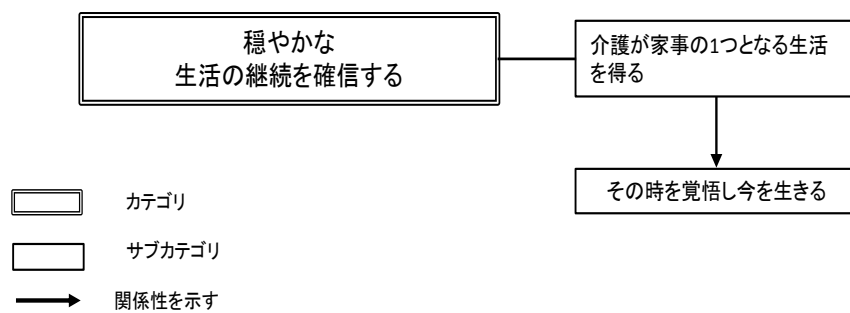 穏やかな
生活の継続を確信する
介護が家事の1つとなる生活
を得る
その時を覚悟し今を生きる
カテゴリ
サブカテゴリ
関係性を示す